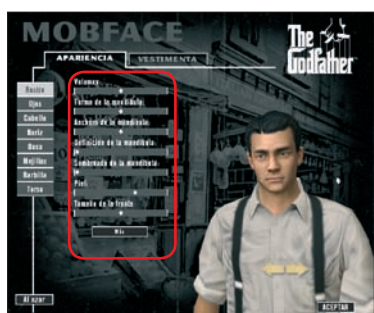 MOBFACE
The Godfather
APARIENCIA
VESTIMENTA
Ojos
Cabello
Nariz
Boca
Mejillas
Barbilla
Torso
Volumen
Forma de la mandíbula
Anchura de la mandíbula
Definición de la mandíbula
Sombreado de la mandíbula
Piel
Tamaño de la frente
Más
Al azar
ACEPTAR